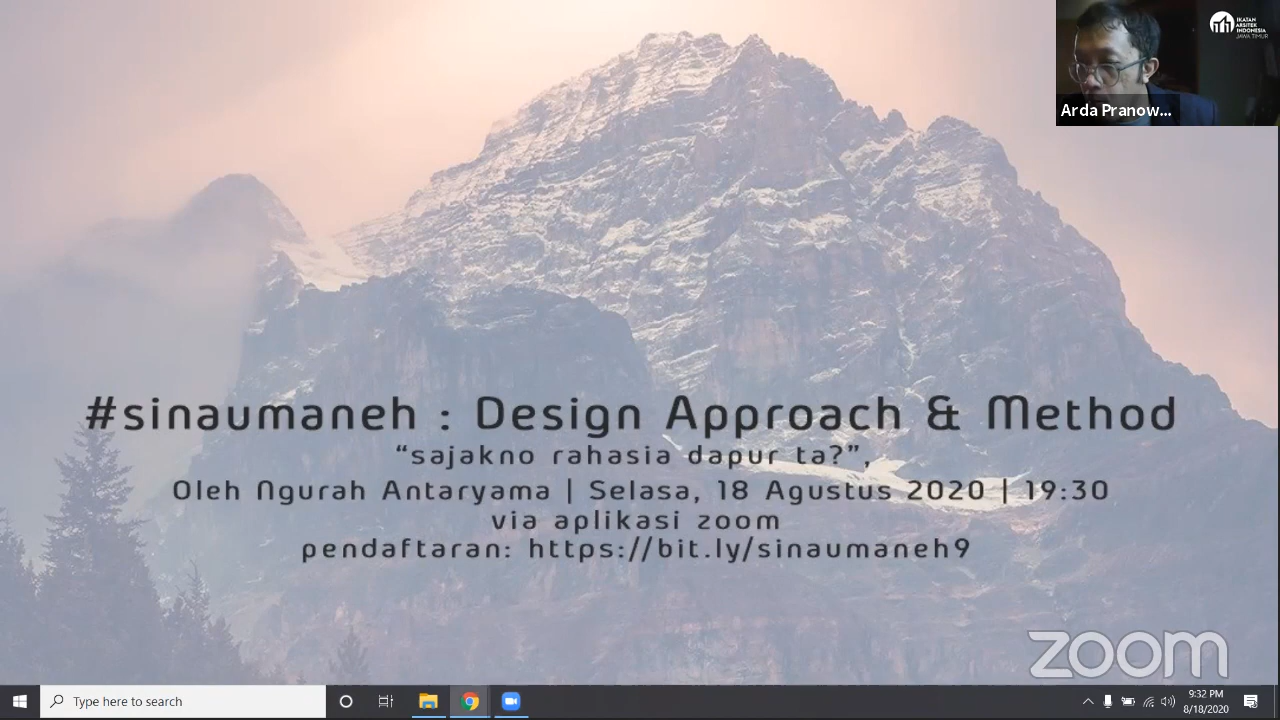 IKATAN
ARSITEK
INDONESIA
JAWA TIMUR
Arda Pranow...
#sinaumaneh : Design Approach & Method
“sajakno rahasia dapur ta?”,
Oleh Ngurah Antaryama | Selasa, 18 Agustus 2020 | 19:30
via aplikasi zoom
pendaftaran: https://bit.ly/sinaumaneh9
zoom
Type here to search
9:32 PM
8/18/2020